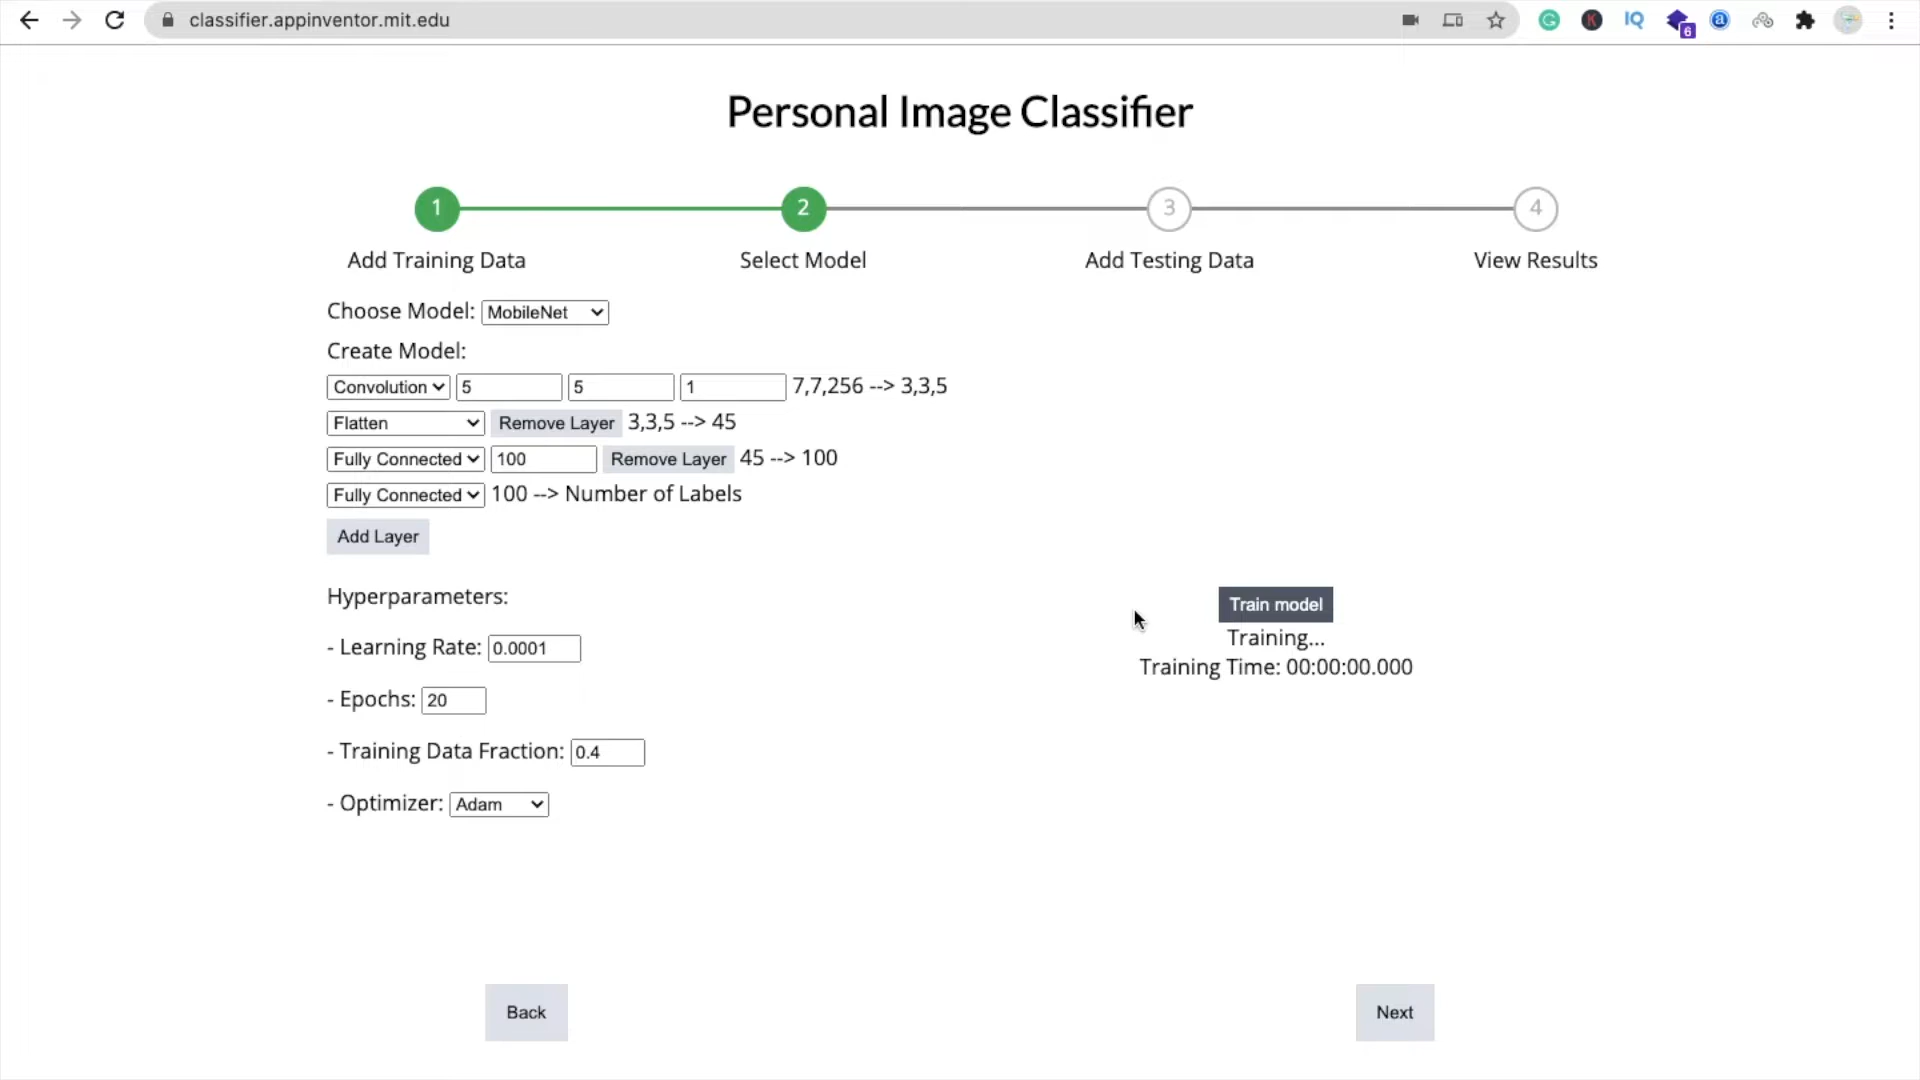 classifier.appinventor.mit.edu
6
Personal Image Classifier
1 2 3 4
Add Training Data Select Model Add Testing Data View Results
Choose Model: MobileNet
Create Model:
Convolution 5 5 1 7,7,256 --> 3,3,5
Flatten Remove Layer 3,3,5 --> 45
Fully Connected 100 Remove Layer 45 --> 100
Fully Connected 100 --> Number of Labels
Add Layer
Hyperparameters:
- Learning Rate: 0.0001
- Epochs: 20
- Training Data Fraction: 0.4
- Optimizer: Adam
Train model
Training...
Training Time: 00:00:00.000
Back Next